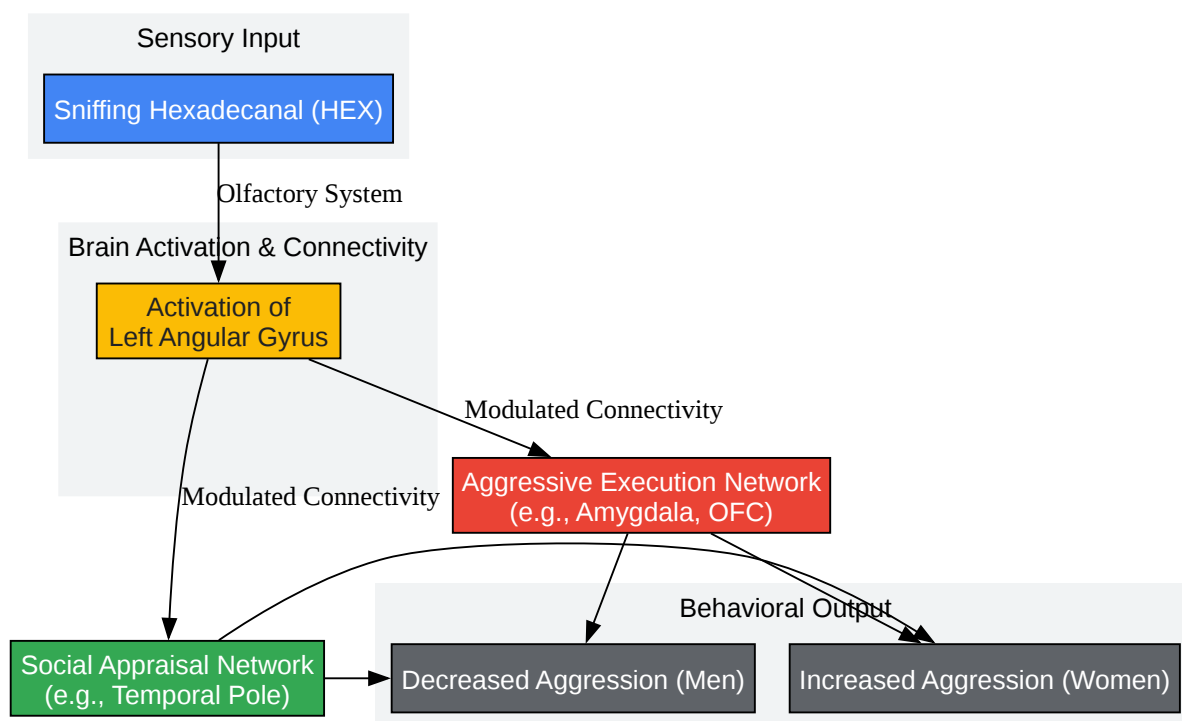 Sensory Input
Sniffing Hexadecanal (HEX)
Olfactory System
Brain Activation & Connectivity
Activation of
Left Angular Gyrus
Modulated Connectivity
Aggressive Execution Network
(e.g., Amygdala, OFC)
Modulated Connectivity
Behavioral Output
Social Appraisal Network
(e.g., Temporal Pole)
Decreased Aggression (Men)
Increased Aggression (Women)